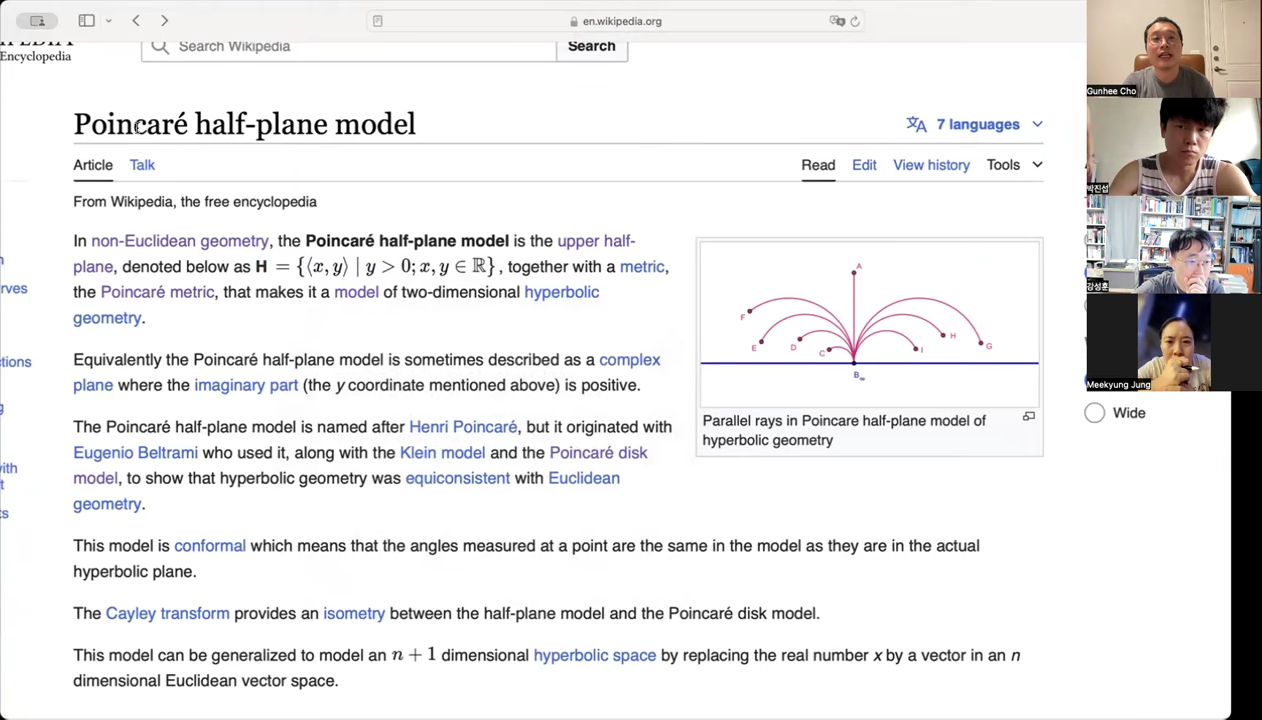 en.wikipedia.org
Encyclopedia
Search Wikipedia
Search
Poincaré half-plane model
7 languages
Article Talk
Read Edit View history Tools
From Wikipedia, the free encyclopedia
In non-Euclidean geometry, the Poincaré half-plane model is the upper half-
plane, denoted below as H = {⟨x, y⟩ | y > 0; x, y ∈ ℝ}, together with a metric,
the Poincaré metric, that makes it a model of two-dimensional hyperbolic
geometry.
Equivalently the Poincaré half-plane model is sometimes described as a complex
plane where the imaginary part (the y coordinate mentioned above) is positive.
The Poincaré half-plane model is named after Henri Poincaré, but it originated with
Eugenio Beltrami who used it, along with the Klein model and the Poincaré disk
model, to show that hyperbolic geometry was equiconsistent with Euclidean
geometry.
This model is conformal which means that the angles measured at a point are the same in the model as they are in the actual
hyperbolic plane.
The Cayley transform provides an isometry between the half-plane model and the Poincaré disk model.
This model can be generalized to model an n + 1 dimensional hyperbolic space by replacing the real number x by a vector in an n
dimensional Euclidean vector space.
A
F
E
D
C
I
H
G
B∞
Parallel rays in Poincare half-plane model of
hyperbolic geometry
Gunhee Cho
박진섭
강성훈
Meekyung Jung
Wide